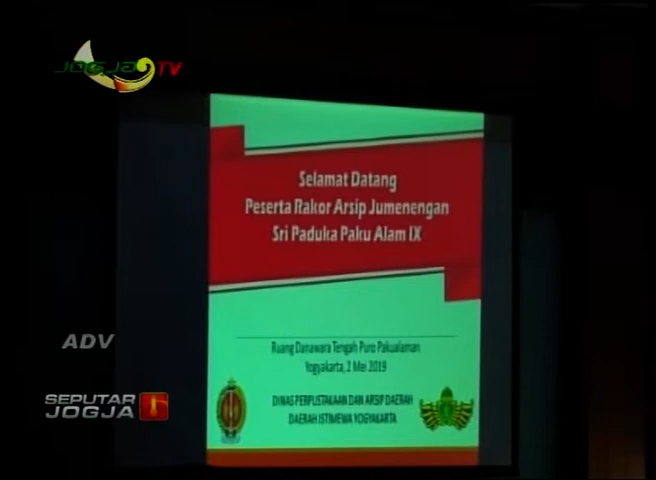 JOGJA TV
Selamat Datang
Peserta Rakor Arsip Jumenengan
Sri Paduka Paku Alam IX
Ruang Danawara Tengah Puro Pakualaman
Yogyakarta, 2 Mei 2019
DINAS PERPUSTAKAAN DAN ARSIP DAERAH
DAERAH ISTIMEWA YOGYAKARTA
ADV
SEPUTAR
JOGJA